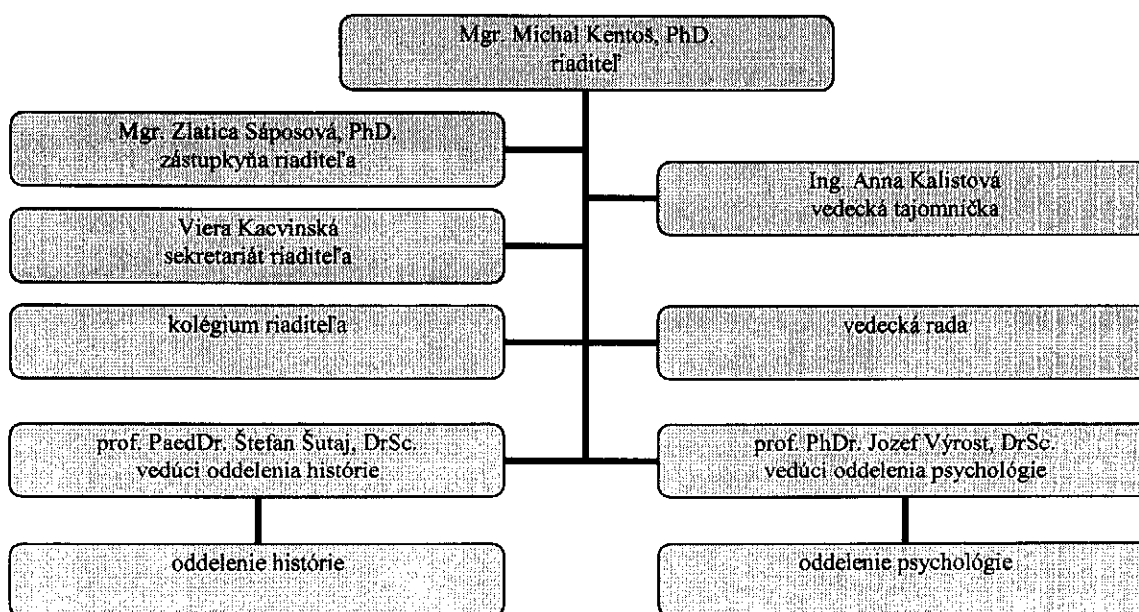 Mgr. Michal Kentoš, PhD.
riaditeľ
Mgr. Zlatica Sáposová, PhD.
zástupkyňa riaditeľa
Ing. Anna Kalistová
vedecká tajomníčka
Viera Kacvinská
sekretariát riaditeľa
kolégium riaditeľa
vedecká rada
prof. PaedDr. Štefan Šutaj, DrSc.
vedúci oddelenia histórie
prof. PhDr. Jozef Výrost, DrSc.
vedúci oddelenia psychológie
oddelenie histórie
oddelenie psychológie